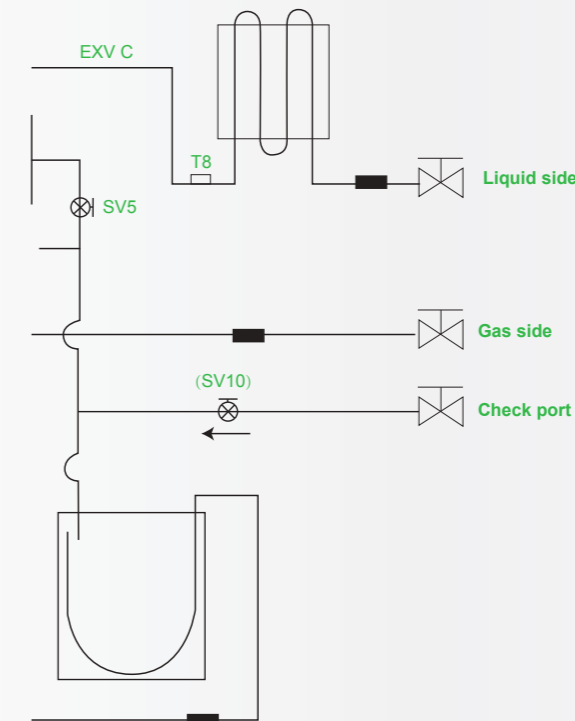 EXV C
T8
Liquid side
SV5
Gas side
(SV10)
Check port